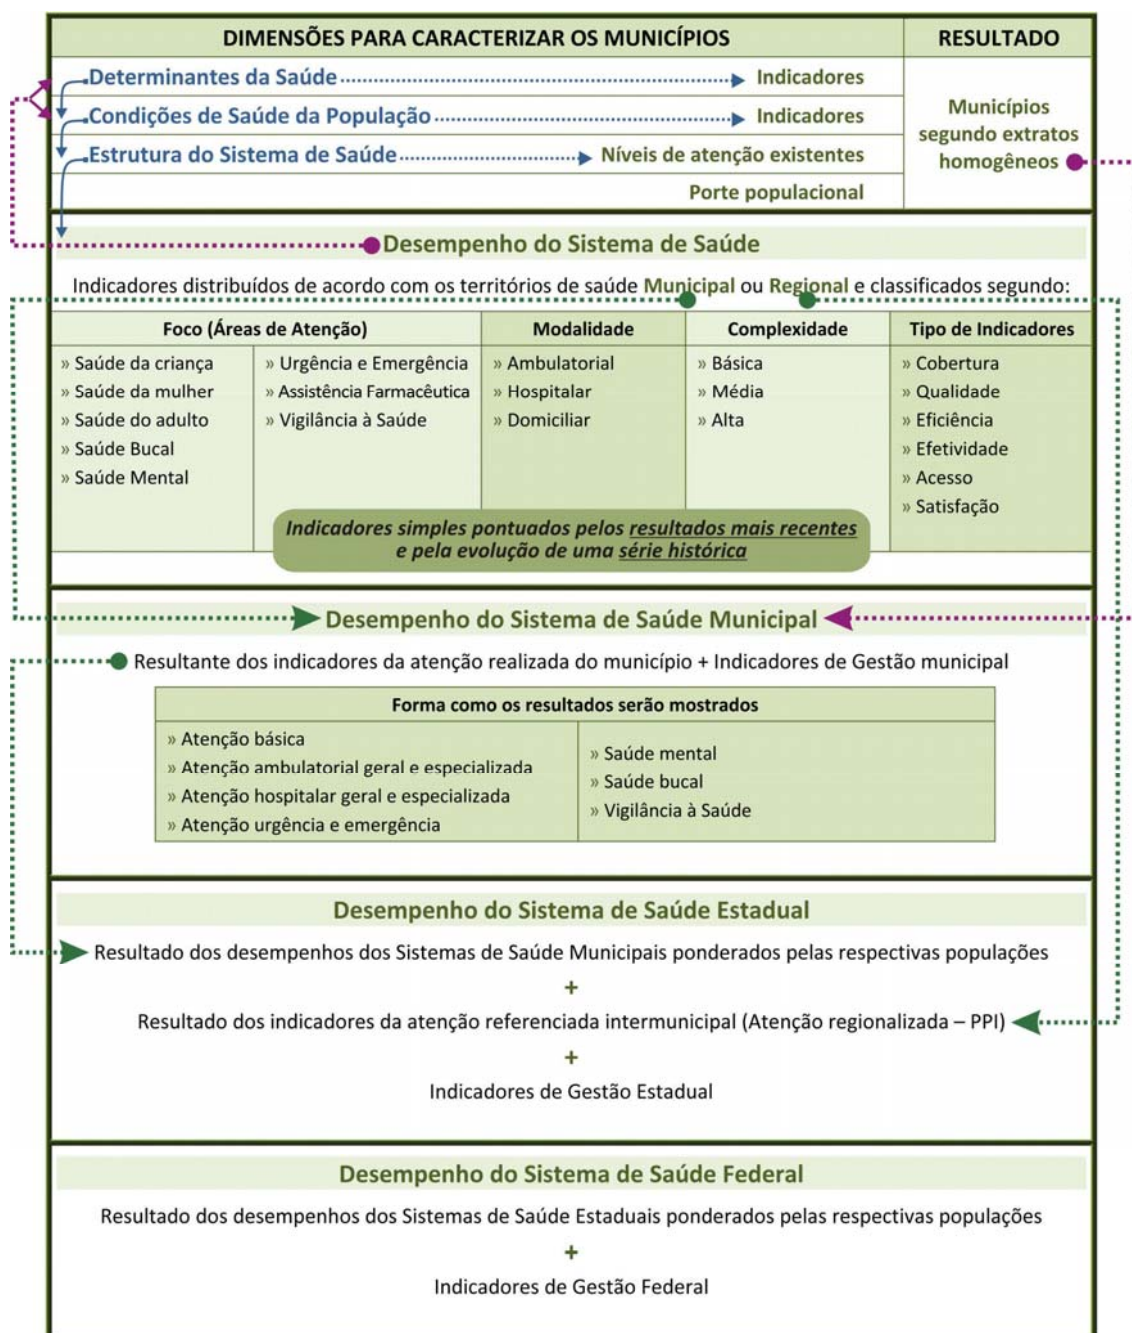 DIMENSÕES PARA CARACTERIZAR OS MUNICÍPIOS
RESULTADO
Determinantes da Saúde
Indicadores
Condições de Saúde da População
Indicadores
Estrutura do Sistema de Saúde
Níveis de atenção existentes
Porte populacional
Municípios
segundo extratos
homogêneos
Desempenho do Sistema de Saúde
Indicadores distribuídos de acordo com os territórios de saúde Municipal ou Regional e classificados segundo:
Foco (Áreas de Atenção)
» Saúde da criança
» Saúde da mulher
» Saúde do adulto
» Saúde Bucal
» Saúde Mental
» Urgência e Emergência
» Assistência Farmacêutica
» Vigilância à Saúde
Modalidade
» Ambulatorial
» Hospitalar
» Domiciliar
Complexidade
» Básica
» Média
» Alta
Tipo de Indicadores
» Cobertura
» Qualidade
» Eficiência
» Efetividade
» Acesso
» Satisfação
Indicadores simples pontuados pelos resultados mais recentes
e pela evolução de uma série histórica
Desempenho do Sistema de Saúde Municipal
Resultante dos indicadores da atenção realizada do município + Indicadores de Gestão municipal
Forma como os resultados serão mostrados
» Atenção básica
» Atenção ambulatorial geral e especializada
» Atenção hospitalar geral e especializada
» Atenção urgência e emergência
» Saúde mental
» Saúde bucal
» Vigilância à Saúde
Desempenho do Sistema de Saúde Estadual
Resultado dos desempenhos dos Sistemas de Saúde Municipais ponderados pelas respectivas populações
+
Resultado dos indicadores da atenção referenciada intermunicipal (Atenção regionalizada – PPI)
+
Indicadores de Gestão Estadual
Desempenho do Sistema de Saúde Federal
Resultado dos desempenhos dos Sistemas de Saúde Estaduais ponderados pelas respectivas populações
+
Indicadores de Gestão Federal